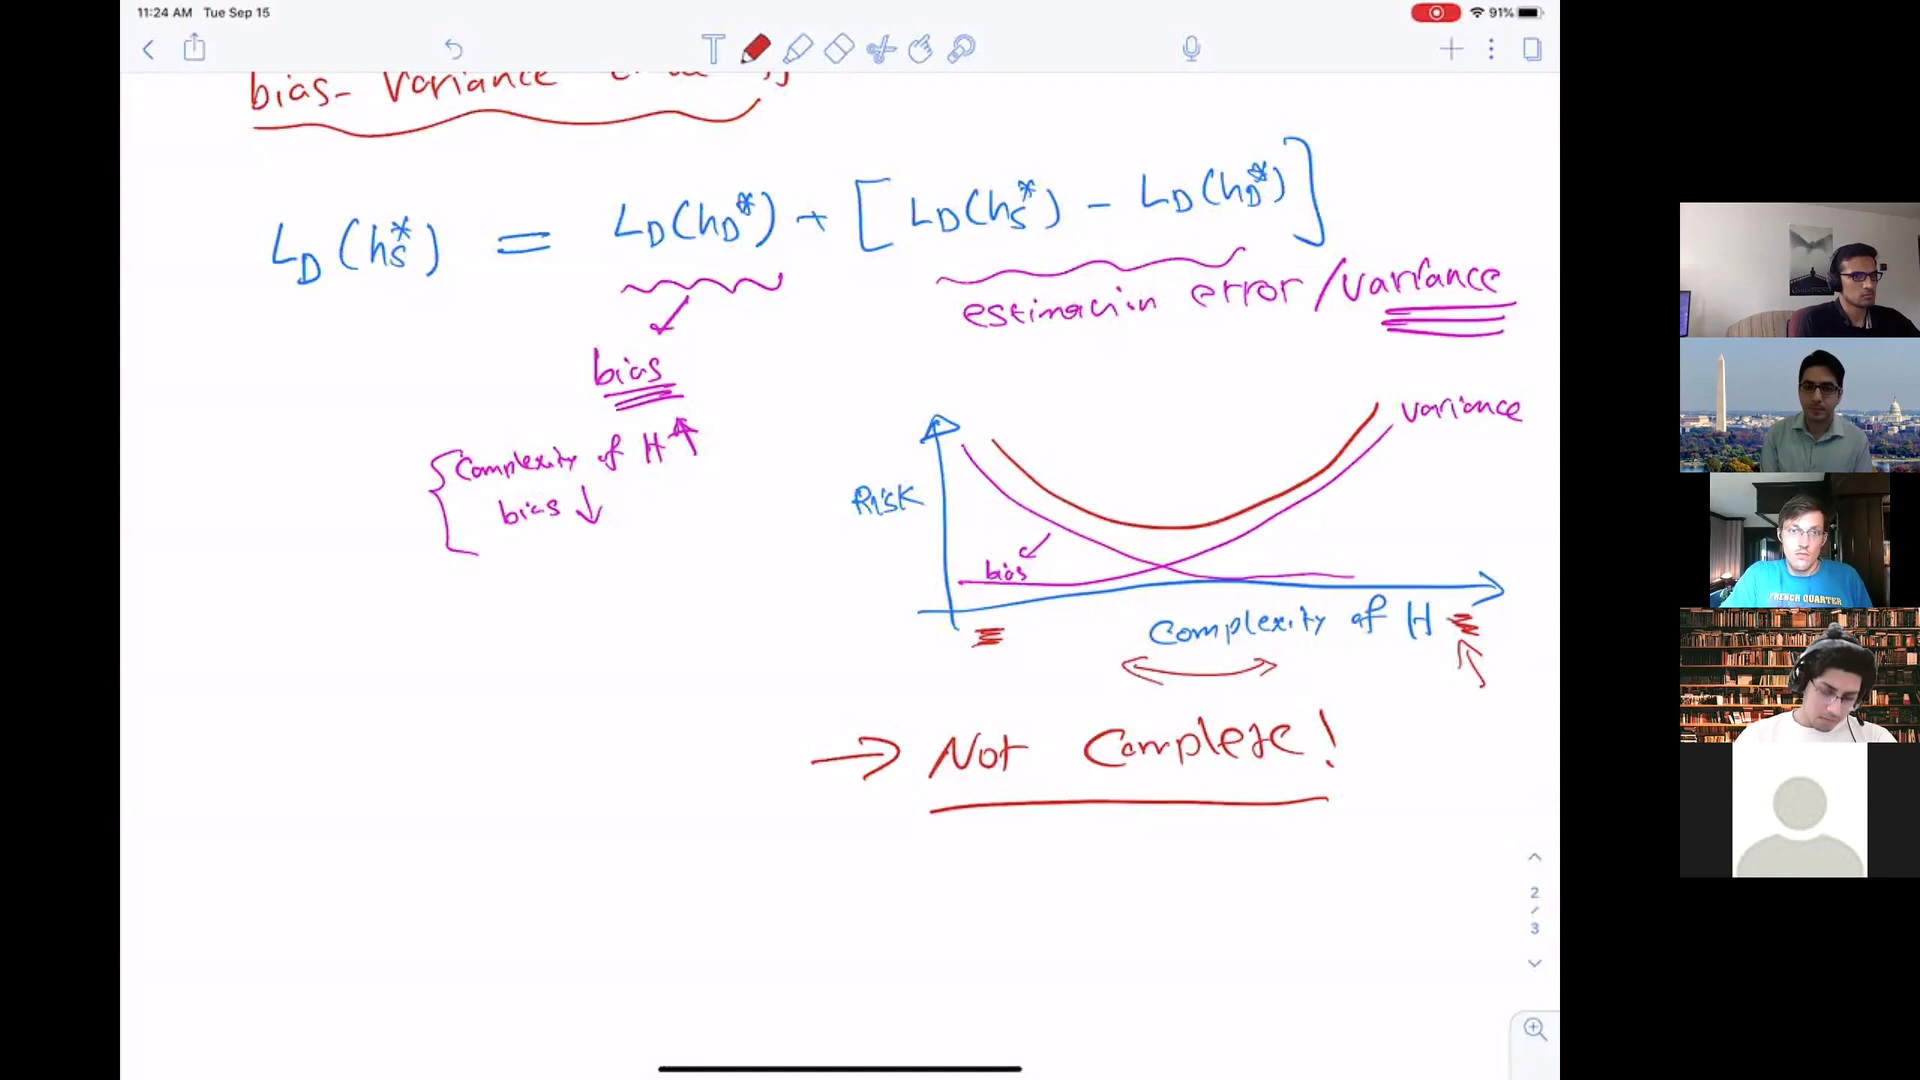 11:24 AM Tue Sep 15
91%
bias- Variance
L_D(h_S^*) = L_D(h_D^*) + [L_D(h_S^*) - L_D(h_D^*)]
estimation error/variance
bias
Complexity of H ↑
bias ↓
variance
Risk
bias
Complexity of H
→ Not Complete!
2
/
3
FRENCH QUARTER